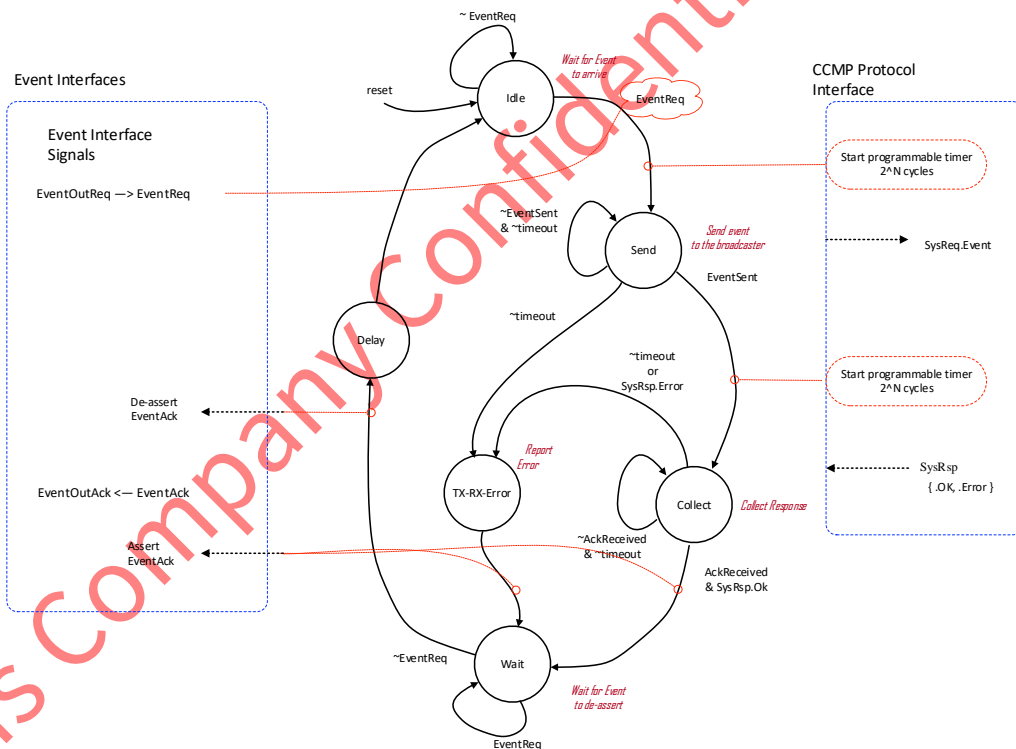 ~ EventReq
Wait for Event
to arrive
Event Interfaces
CCMP Protocol
Interface
reset
Idle
EventReq
Event Interface
Signals
Start programmable timer
2^N cycles
EventOutReq —> EventReq
~EventSent
& ~timeout
Send
Send event
to the broadcaster
SysReq.Event
EventSent
~timeout
Delay
~timeout
or
SysRsp.Error
Start programmable timer
2^N cycles
De-assert
EventAck
Report
Error
SysRsp
{ .OK, .Error }
EventOutAck <— EventAck
TX-RX-Error
Collect
Collect Response
~AckReceived
& ~timeout
Assert
EventAck
AckReceived
& SysRsp.Ok
~EventReq
Wait
Wait for Event
to de-assert
EventReq
s Company Confidenti